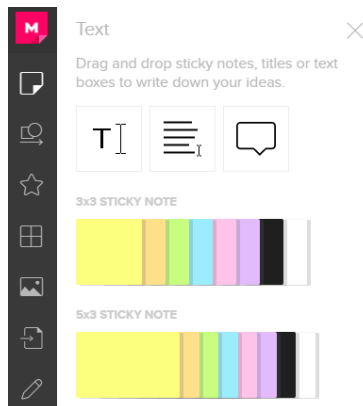 M
Text
Drag and drop sticky notes, titles or text
boxes to write down your ideas.
T
3x3 STICKY NOTE
5x3 STICKY NOTE